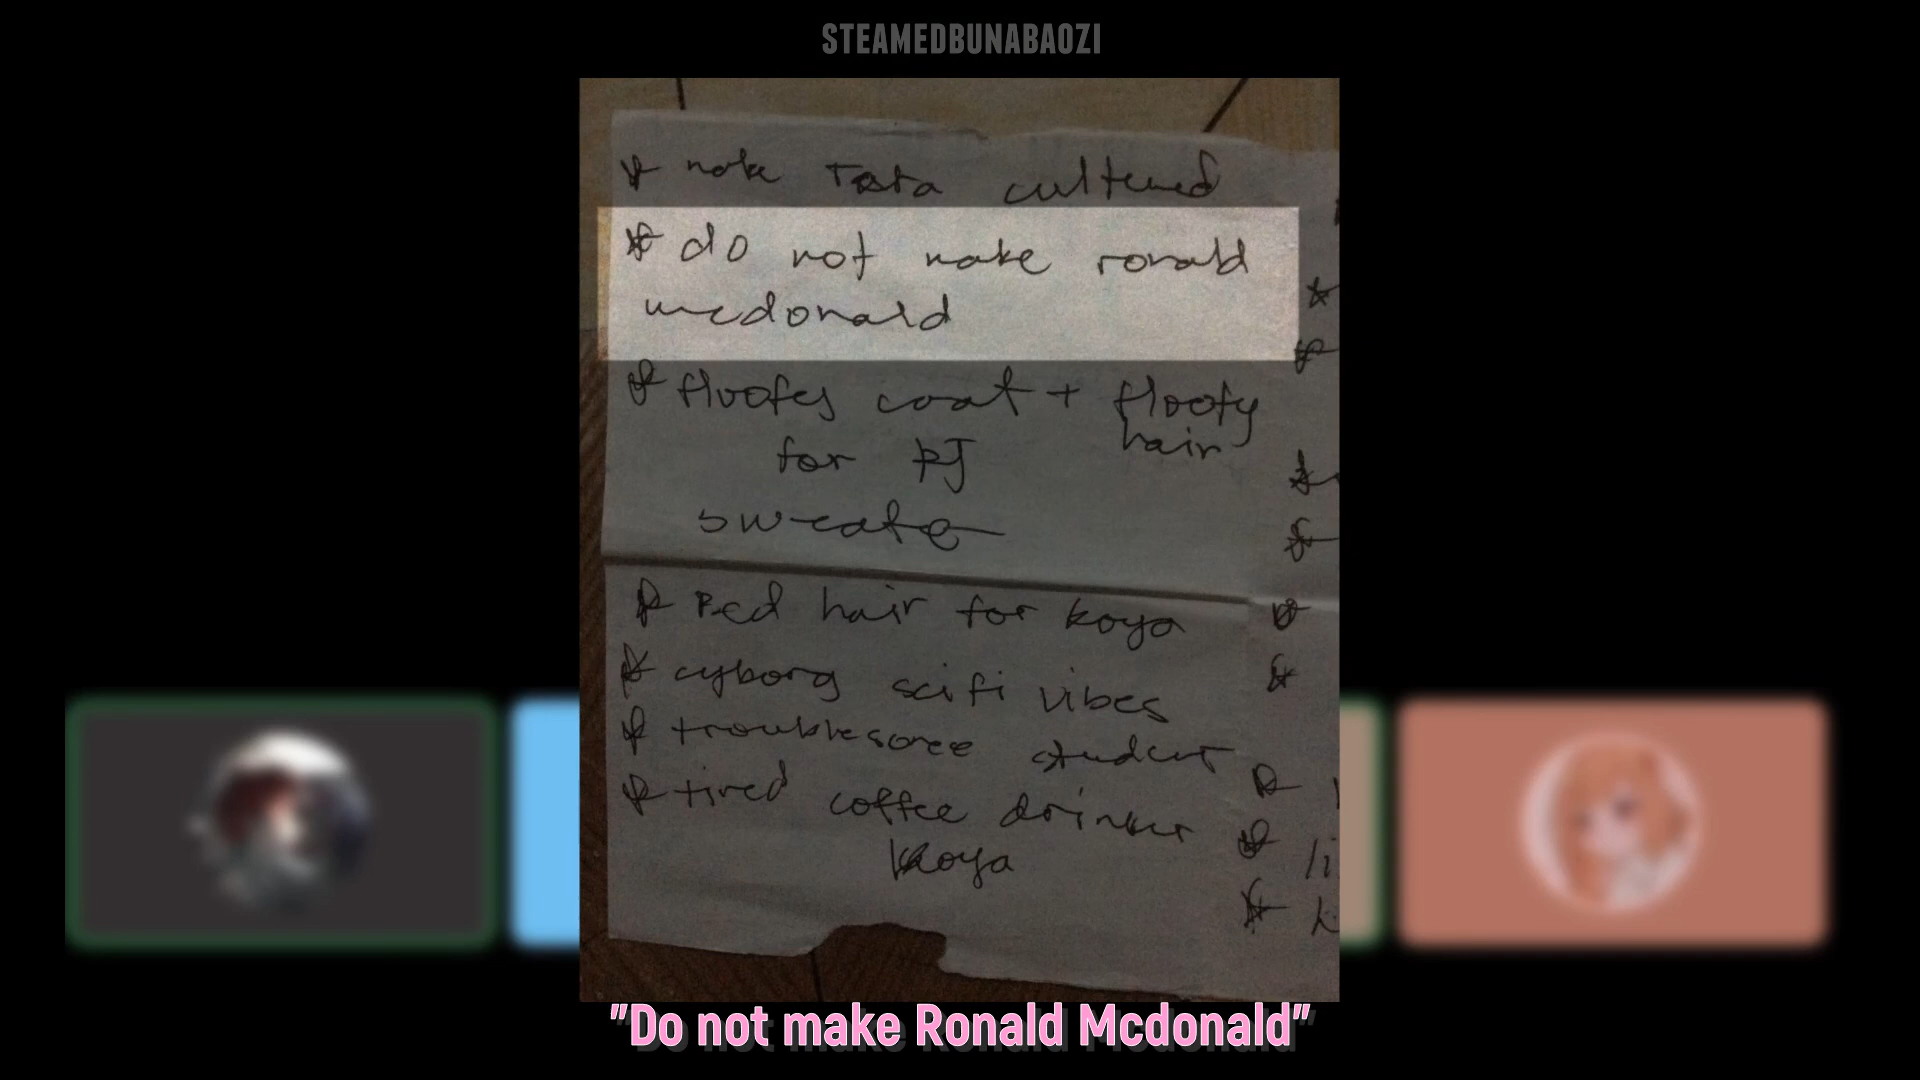 STEAMEDBUNABAOZI
* make Tata cultured
* do not make ronald
mcdonald
* floofy coat + floofy
hair
for RJ
sweater
* Red hair for koya
* cyborg scifi vibes
* troublesome student
* tired coffee drinker
koya
"Do not make Ronald Mcdonald"